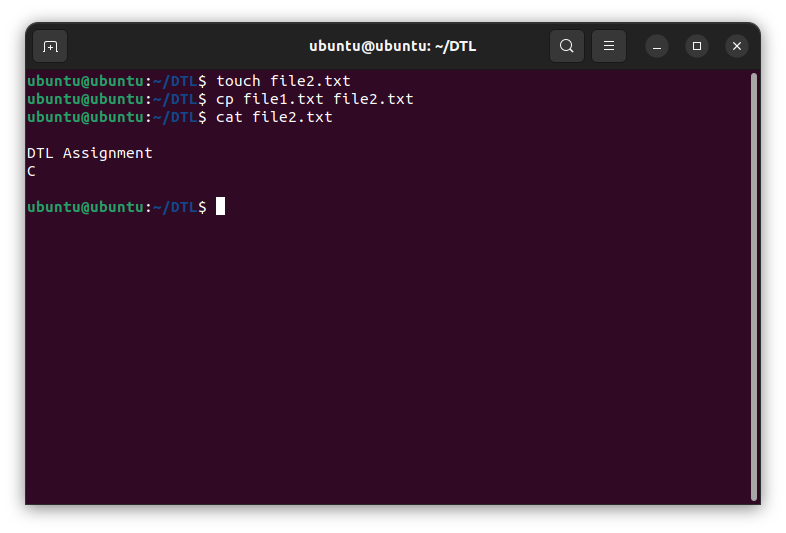 ubuntu@ubuntu: ~/DTL
ubuntu@ubuntu:~/DTL$ touch file2.txt
ubuntu@ubuntu:~/DTL$ cp file1.txt file2.txt
ubuntu@ubuntu:~/DTL$ cat file2.txt
DTL Assignment
C
ubuntu@ubuntu:~/DTL$